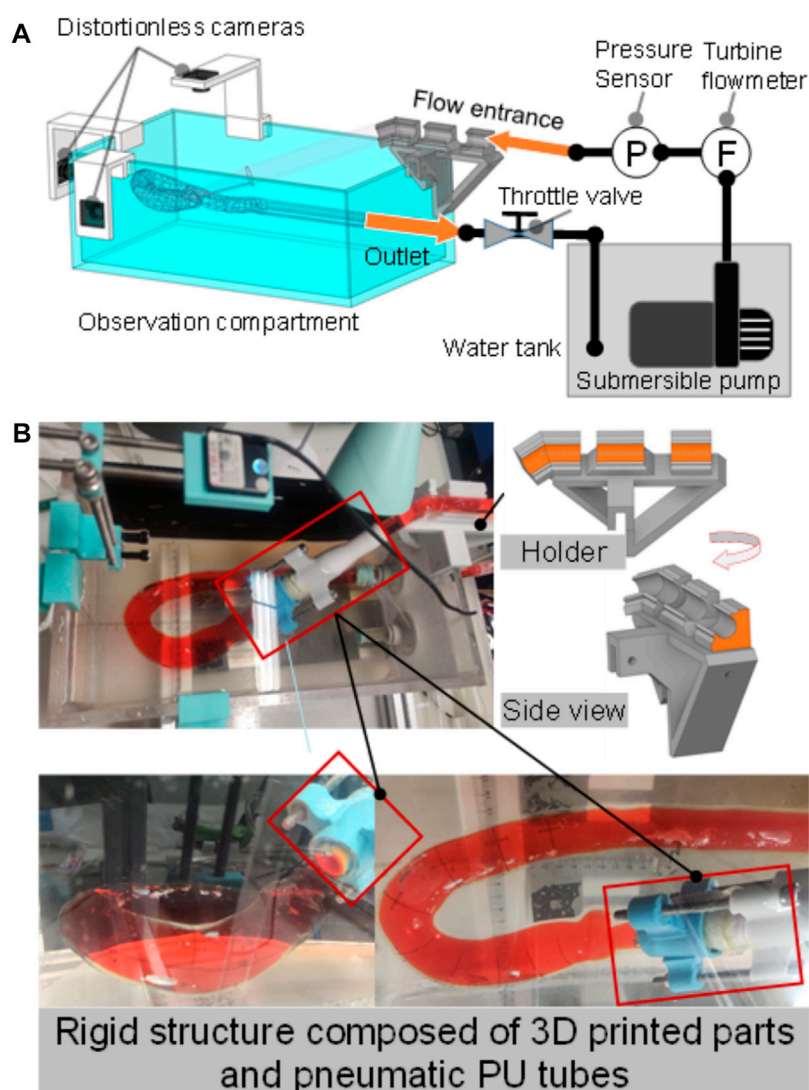 A
Distortionless cameras
Pressure
Sensor
Turbine
flowmeter
Flow entrance
P
F
Throttle valve
Outlet
Observation compartment
Water tank
Submersible pump
B
Holder
Side view
Rigid structure composed of 3D printed parts
and pneumatic PU tubes